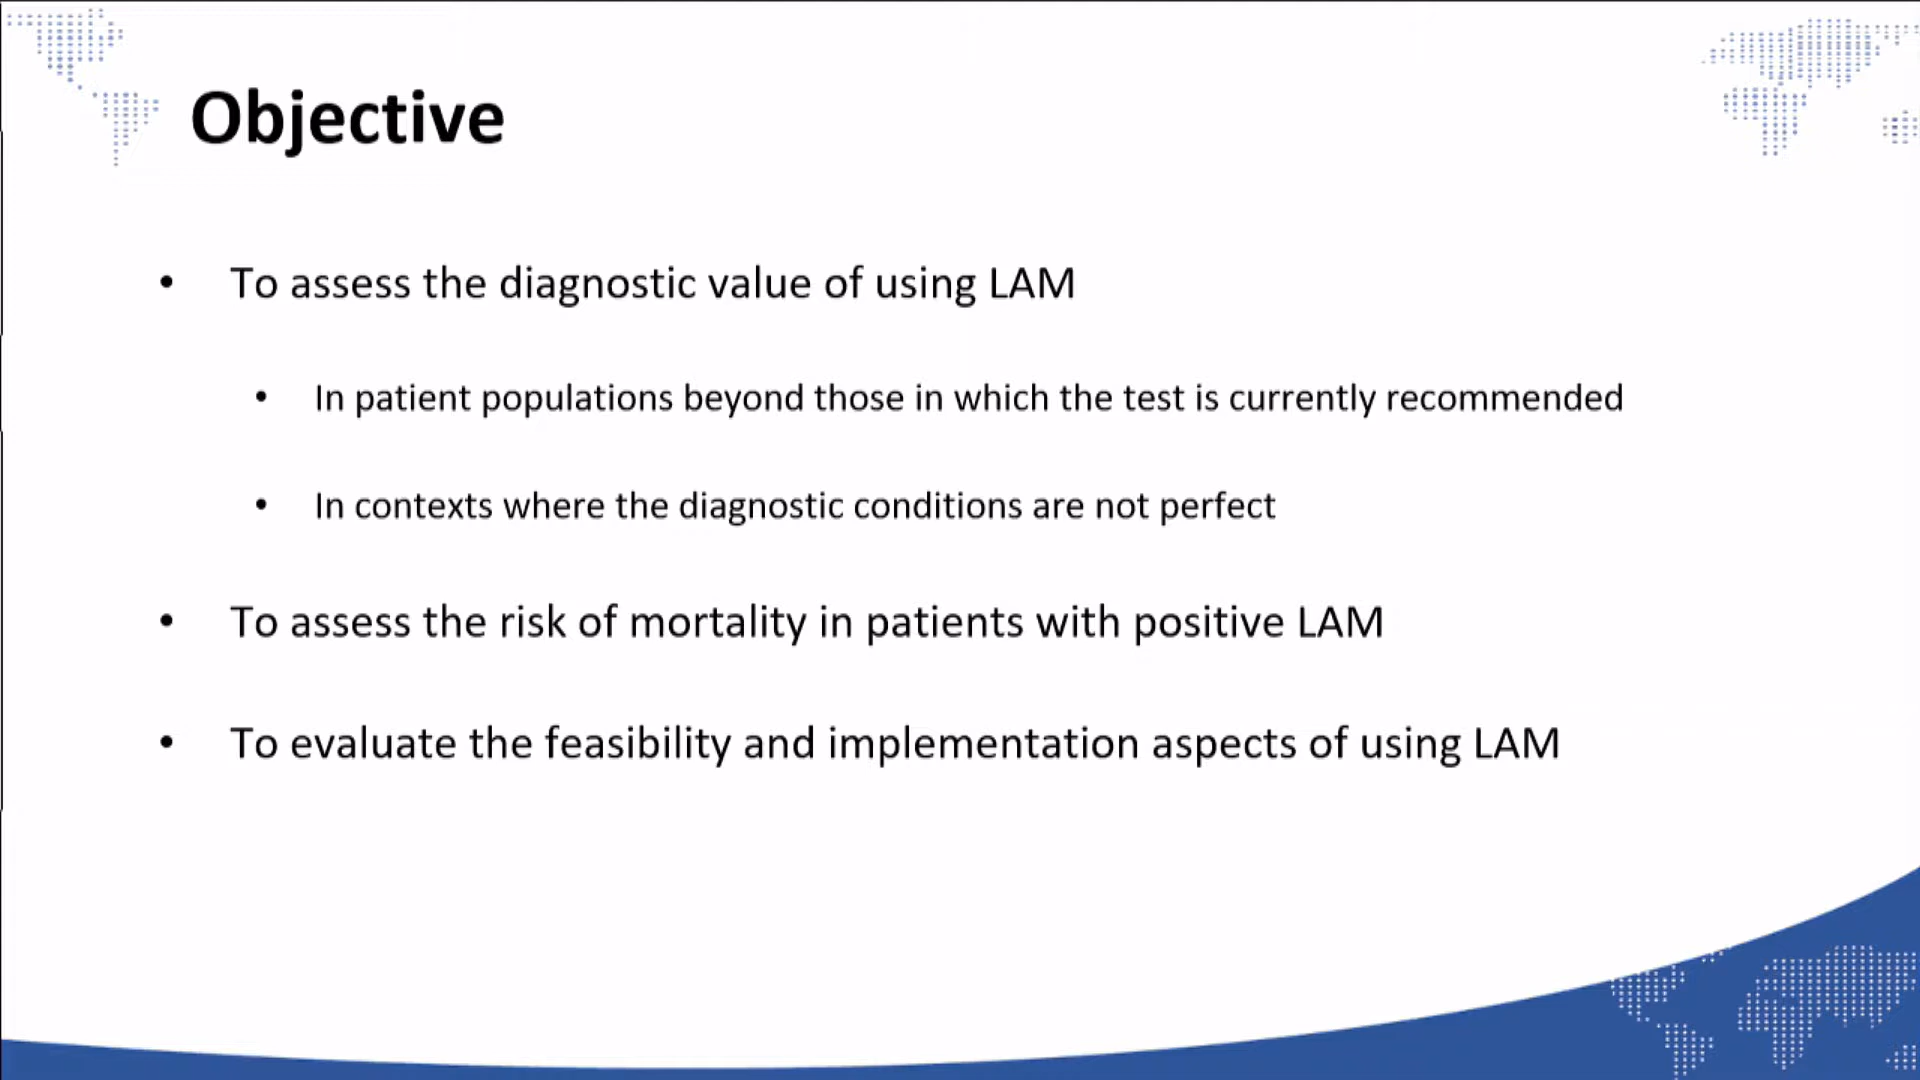 Objective
• To assess the diagnostic value of using LAM
• In patient populations beyond those in which the test is currently recommended
• In contexts where the diagnostic conditions are not perfect
• To assess the risk of mortality in patients with positive LAM
• To evaluate the feasibility and implementation aspects of using LAM